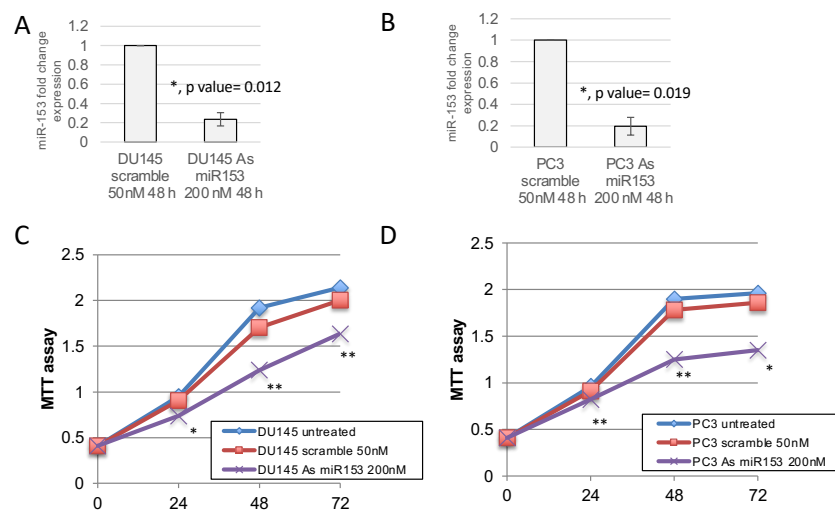 A
miR-153 fold change
expression
1.2
1
0.8
0.6
0.4
0.2
0
*, p value= 0.012
DU145
scramble
50nM 48 h
DU145 As
miR153
200 nM 48 h
B
miR-153 fold change
expression
1.2
1
0.8
0.6
0.4
0.2
0
*, p value= 0.019
PC3
scramble
50nM 48 h
PC3 As
miR153
200 nM 48 h
C
MTT assay
2.5
2
1.5
1
0.5
0
*
**
**
DU145 untreated
DU145 scramble 50nM
DU145 As miR153 200nM
0 24 48 72
D
MTT assay
2.5
2
1.5
1
0.5
0
**
**
*
PC3 untreated
PC3 scramble 50nM
PC3 As miR153 200nM
0 24 48 72